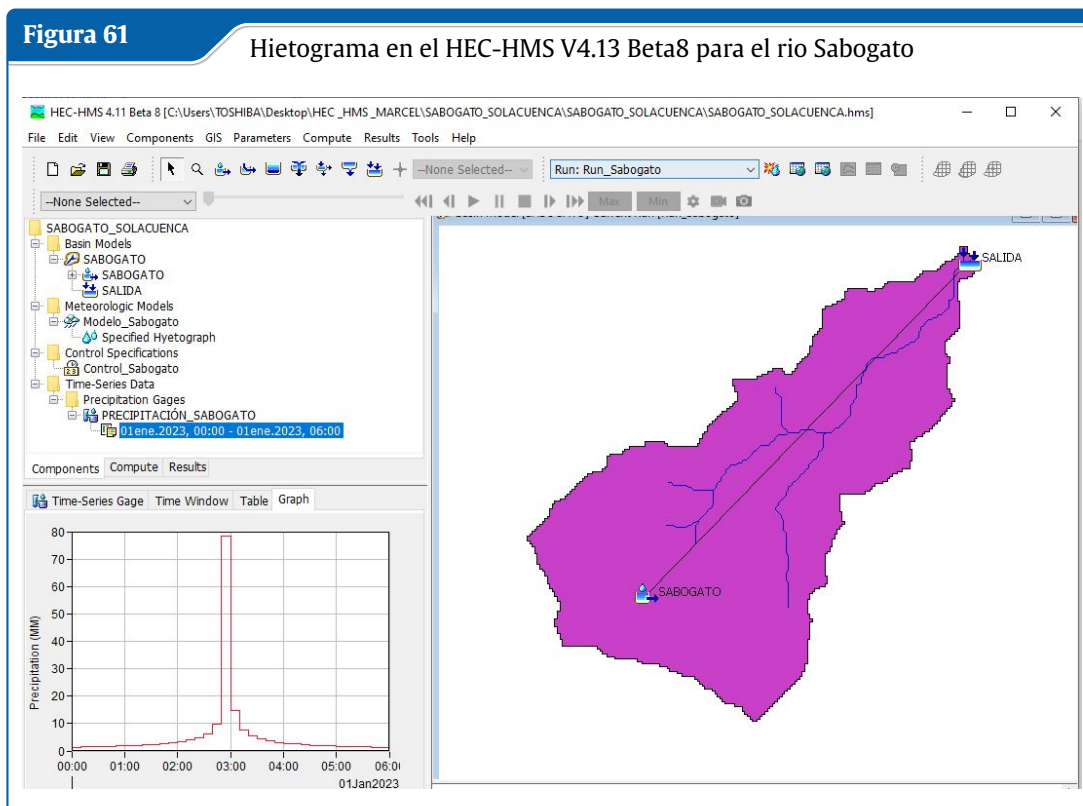 Figura 61
Hietograma en el HEC-HMS V4.13 Beta8 para el rio Sabogato
HEC-HMS 4.11 Beta 8 [C:\Users\TOSHIBA\Desktop\HEC _HMS _MARCEL\SABOGATO_SOLACUENCA\SABOGATO_SOLACUENCA\SABOGATO_SOLACUENCA.hms]
File Edit View Components GIS Parameters Compute Results Tools Help
--None Selected--
Run: Run_Sabogato
--None Selected--
Max Min
SABOGATO_SOLACUENCA
Basin Models
SABOGATO
SABOGATO
SALIDA
Meteorologic Models
Modelo_Sabogato
Specified Hyetograph
Control Specifications
Control_Sabogato
Time-Series Data
Precipitation Gages
PRECIPITACIÓN_SABOGATO
01ene.2023, 00:00 - 01ene.2023, 06:00
Components Compute Results
Time-Series Gage Time Window Table Graph
Precipitation (MM)
80
70
60
50
40
30
20
10
0
00:00 01:00 02:00 03:00 04:00 05:00 06:0
01Jan2023
SALIDA
SABOGATO